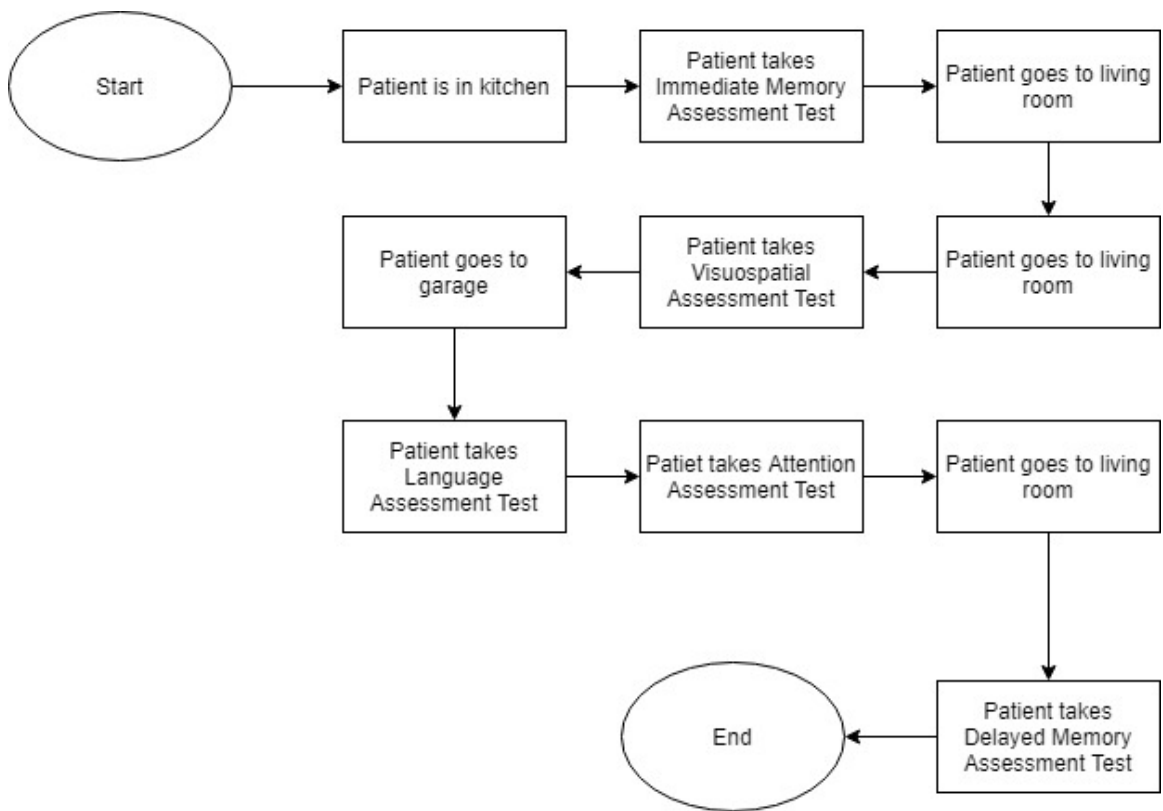 Start
Patient is in kitchen
Patient takes
Immediate Memory
Assessment Test
Patient goes to living
room
Patient goes to living
room
Patient takes
Visuospatial
Assessment Test
Patient goes to
garage
Patient takes
Language
Assessment Test
Patiet takes Attention
Assessment Test
Patient goes to living
room
Patient takes
Delayed Memory
Assessment Test
End